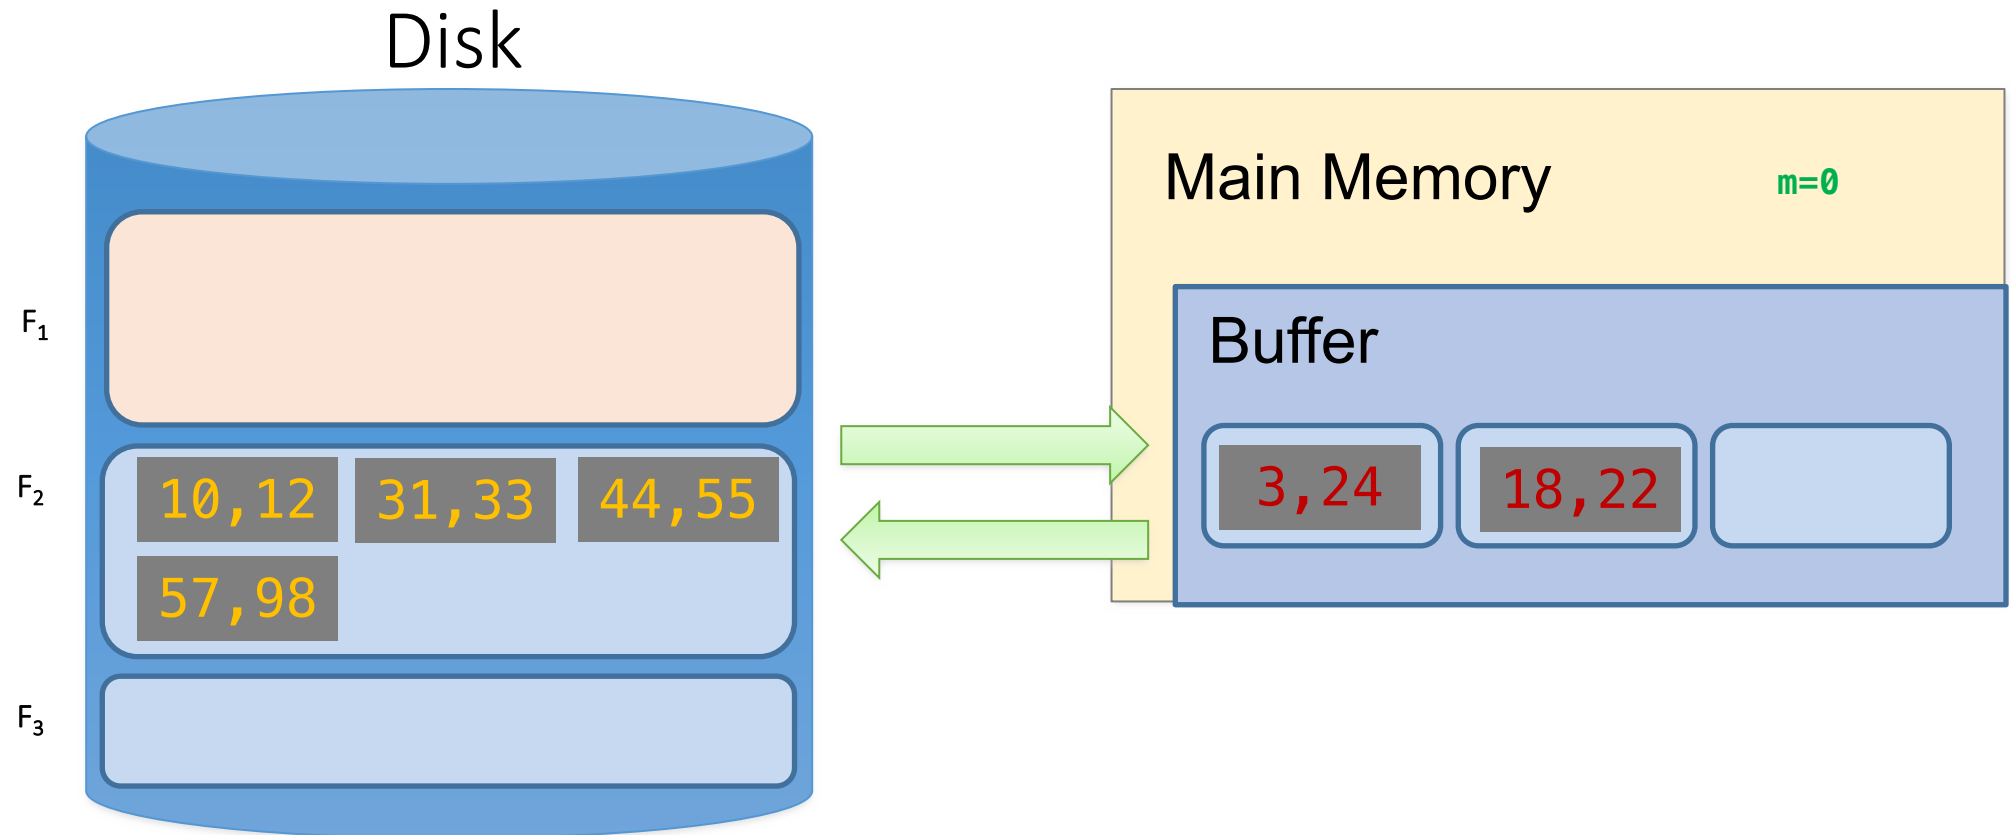 Disk
Main Memory
m=0
F1
Buffer
3,24
18,22
F2
10,12
31,33
44,55
57,98
F3